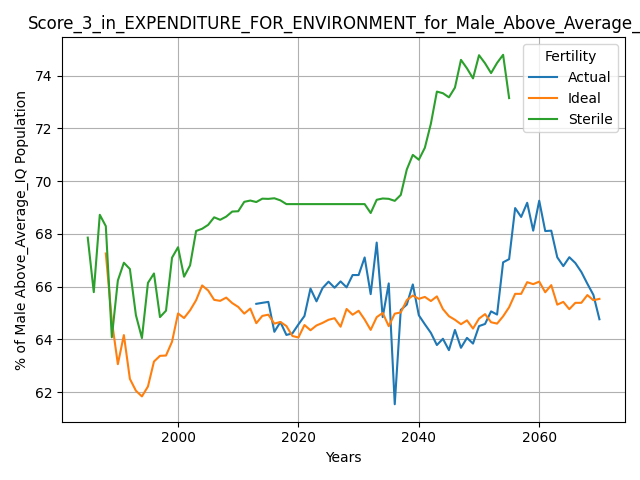 Score_3_in_EXPENDITURE_FOR_ENVIRONMENT_for_Male_Above_Average_
Fertility
Actual
Ideal
Sterile
% of Male Above_Average_IQ Population
74
72
70
68
66
64
62
2000
2020
2040
2060
Years